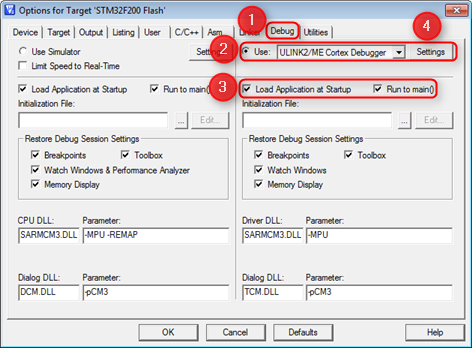 Options for Target 'STM32F200 Flash'
1
4
Device Target Output Listing User C/C++ Asm Linker Debug Utilities
Use Simulator Settings
2 Use: ULINK2/ME Cortex Debugger Settings
Limit Speed to Real-Time
Load Application at Startup Run to main() 3 Load Application at Startup Run to main()
Initialization File: Initialization File:
... Edit... ... Edit...
Restore Debug Session Settings Restore Debug Session Settings
Breakpoints Toolbox Breakpoints Toolbox
Watch Windows & Performance Analyzer Watch Windows
Memory Display Memory Display
CPU DLL: Parameter: Driver DLL: Parameter:
SARMCM3.DLL -MPU -REMAP SARMCM3.DLL -MPU
Dialog DLL: Parameter: Dialog DLL: Parameter:
DCM.DLL -pCM3 TCM.DLL -pCM3
OK Cancel Defaults Help